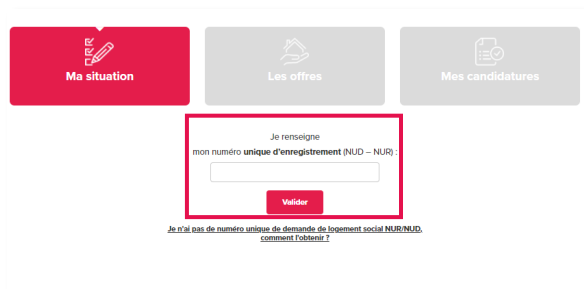 Ma situation
Les offres
Mes candidatures
Je renseigne
mon numéro unique d'enregistrement (NUD – NUR) :
Valider
Je n'ai pas de numéro unique de demande de logement social NUR/NUD,
comment l'obtenir ?